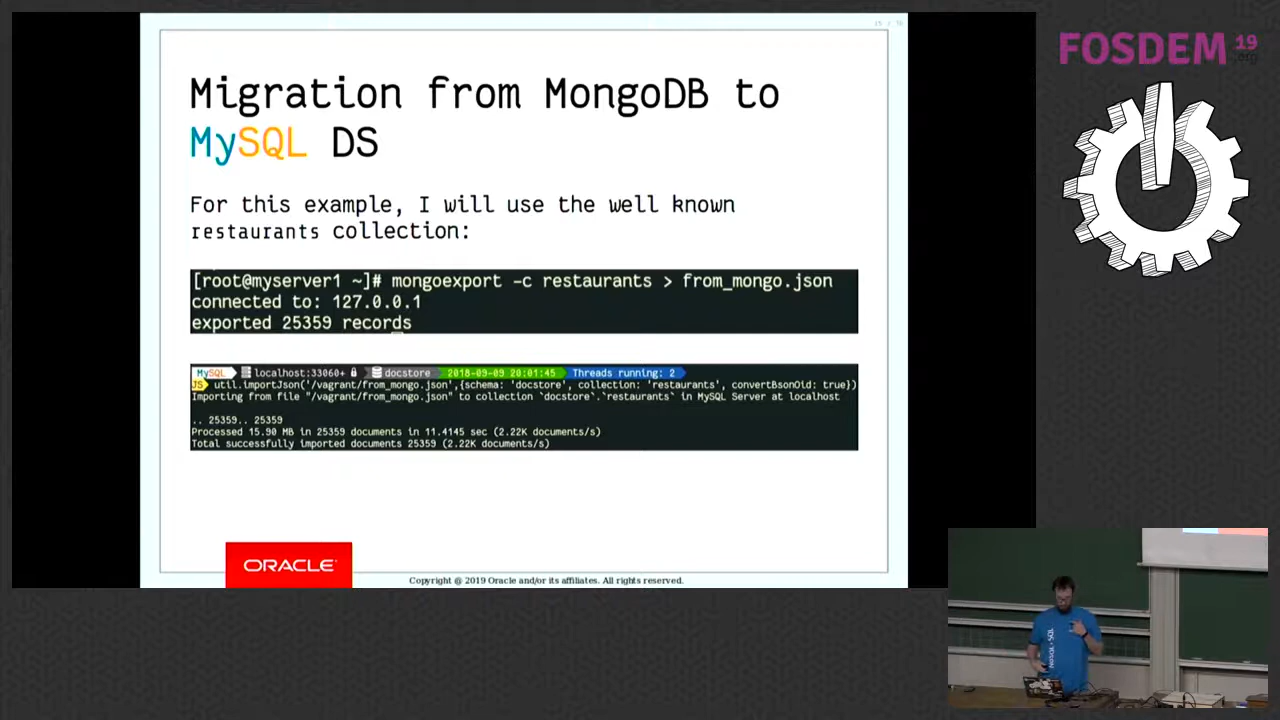 FOSDEM 19
.org
Migration from MongoDB to
MySQL DS
For this example, I will use the well known
restaurants collection:
[root@myserver1 ~]# mongoexport -c restaurants > from_mongo.json
connected to: 127.0.0.1
exported 25359 records
MySQL localhost:33060+ docstore 2018-09-09 20:01:45 Threads running: 2
JS util.importJson('/vagrant/from_mongo.json',{schema: 'docstore', collection: 'restaurants', convertBsonOid: true})
Importing from file "/vagrant/from_mongo.json" to collection `docstore`.`restaurants` in MySQL Server at localhost
.. 25359.. 25359
Processed 15.90 MB in 25359 documents in 11.4145 sec (2.22K documents/s)
Total successfully imported documents 25359 (2.22K documents/s)
ORACLE
Copyright @ 2019 Oracle and/or its affiliates. All rights reserved.